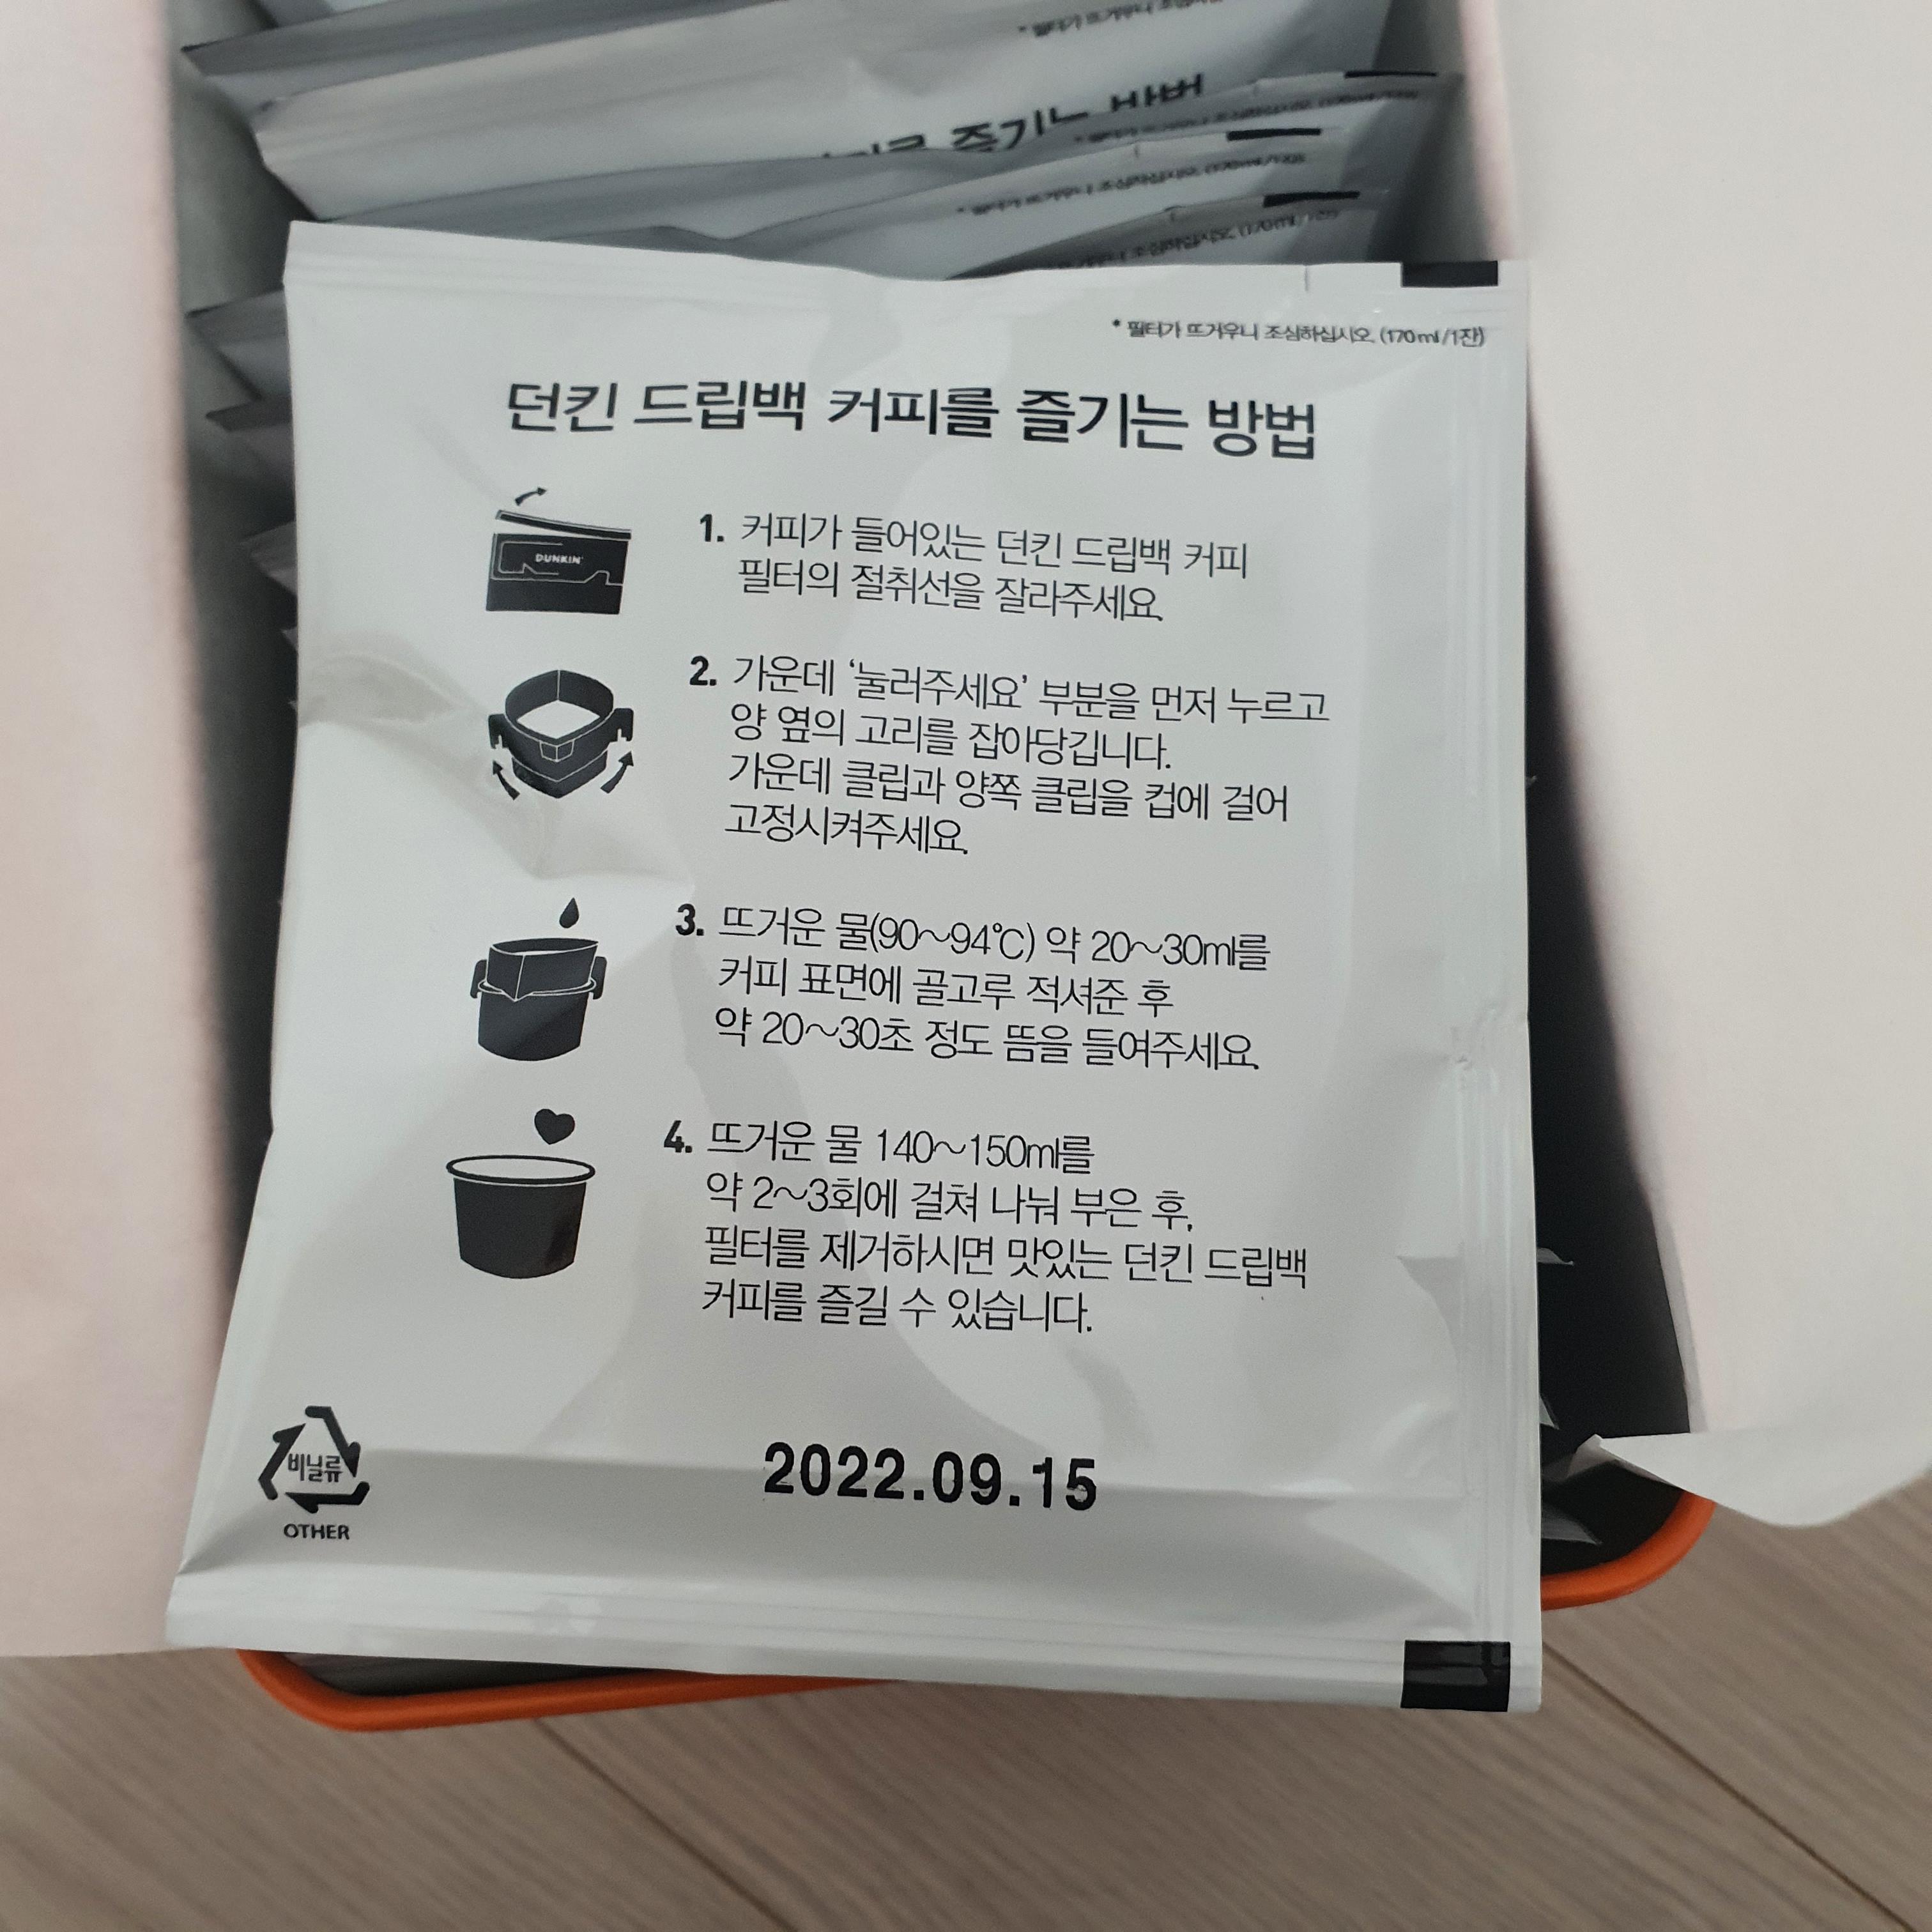 * 필터가 뜨거우니 조심하십시오. (170ml/1잔)
던킨 드립백 커피를 즐기는 방법
DUNKIN'
1. 커피가 들어있는 던킨 드립백 커피
필터의 절취선을 잘라주세요.
2. 가운데 ‘눌러주세요’ 부분을 먼저 누르고
양 옆의 고리를 잡아당깁니다.
가운데 클립과 양쪽 클립을 컵에 걸어
고정시켜주세요.
3. 뜨거운 물(90~94℃) 약 20~30ml를
커피 표면에 골고루 적셔준 후
약 20~30초 정도 뜸을 들여주세요.
4. 뜨거운 물 140~150ml를
약 2~3회에 걸쳐 나눠 부은 후,
필터를 제거하시면 맛있는 던킨 드립백
커피를 즐길 수 있습니다.
비닐류
OTHER
2022.09.15